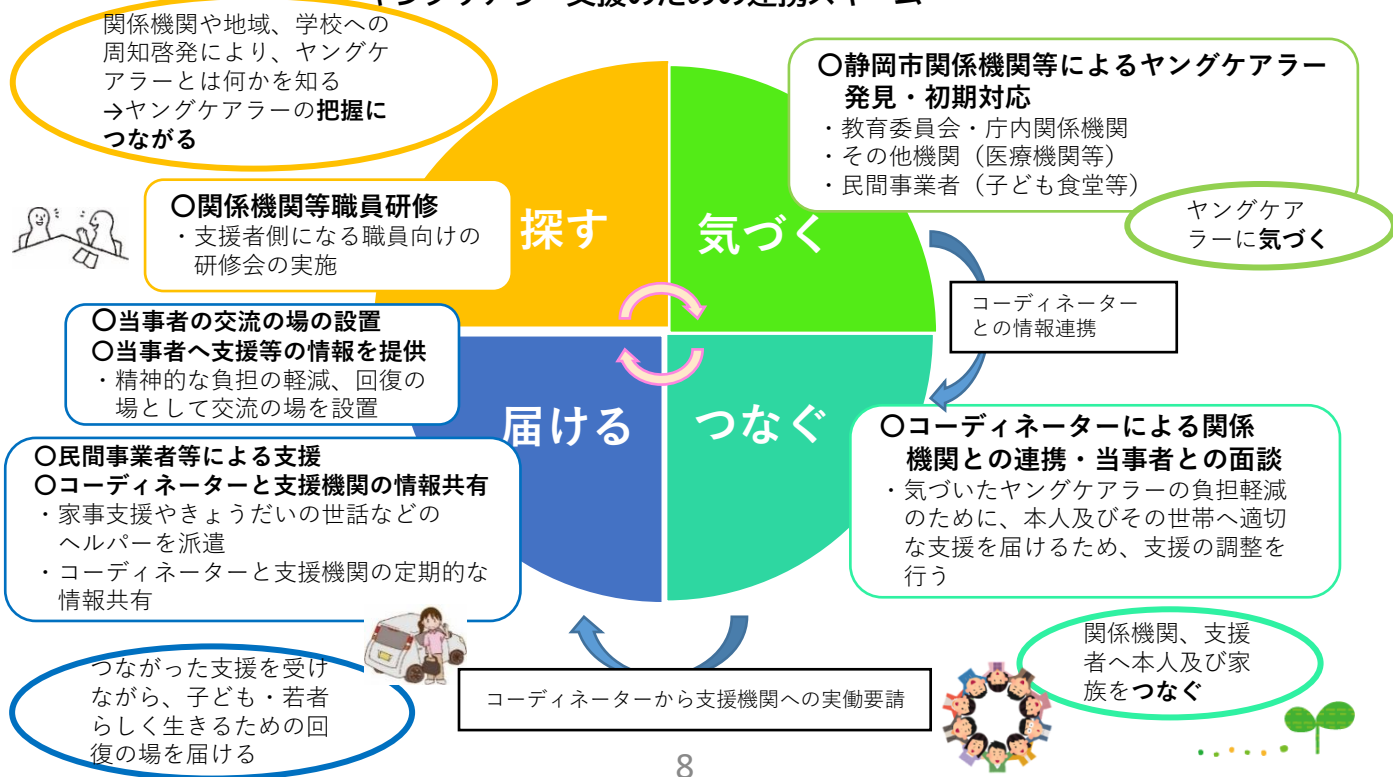 ヤングケアラー支援のための連携スキーム
関係機関や地域、学校への
周知啓発により、ヤングケ
アラーとは何かを知る
→ヤングケアラーの把握に
つながる
〇関係機関等職員研修
・支援者側になる職員向けの
研修会の実施
探す
気づく
〇静岡市関係機関等によるヤングケアラー
発見・初期対応
・教育委員会・庁内関係機関
・その他機関（医療機関等）
・民間事業者（子ども食堂等）
ヤングケア
ラーに気づく
コーディネーター
との情報連携
〇当事者の交流の場の設置
〇当事者へ支援等の情報を提供
・精神的な負担の軽減、回復の
場として交流の場を設置
届ける
つなぐ
〇コーディネーターによる関係
機関との連携・当事者との面談
・気づいたヤングケアラーの負担軽減
のために、本人及びその世帯へ適切
な支援を届けるため、支援の調整を
行う
〇民間事業者等による支援
〇コーディネーターと支援機関の情報共有
・家事支援やきょうだいの世話などの
ヘルパーを派遣
・コーディネーターと支援機関の定期的な
情報共有
関係機関、支援
者へ本人及び家
族をつなぐ
つながった支援を受け
ながら、子ども・若者
らしく生きるための回
復の場を届ける
コーディネーターから支援機関への実働要請
8